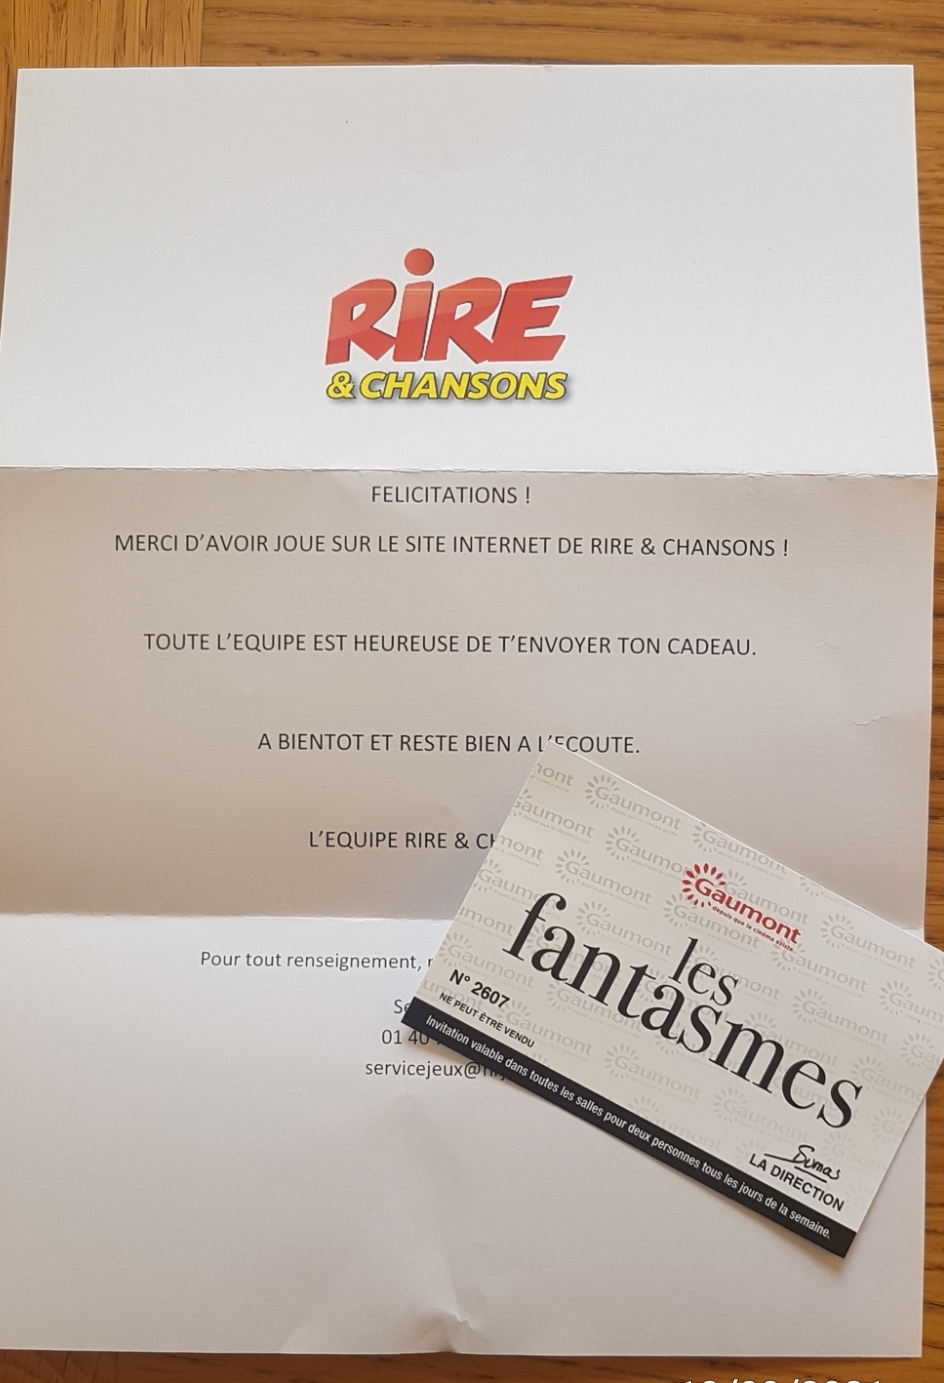 RIRE
& CHANSONS
FELICITATIONS !
MERCI D'AVOIR JOUE SUR LE SITE INTERNET DE RIRE & CHANSONS !
TOUTE L'EQUIPE EST HEUREUSE DE T'ENVOYER TON CADEAU.
A BIENTOT ET RESTE BIEN A L'ECOUTE.
L'EQUIPE RIRE &
Pour tout renseignement,
01 40
servicejeux@
Gaumont
depuis que le cinéma existe
les
fantasmes
N° 2607
NE PEUT ÊTRE VENDU
LA DIRECTION
Invitation valable dans toutes les salles pour deux personnes tous les jours de la semaine.